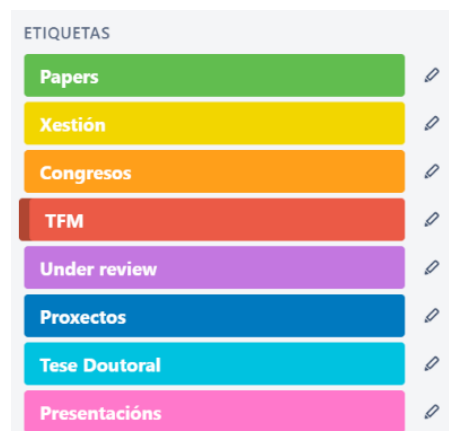 ETIQUETAS
Papers
Xestión
Congresos
TFM
Under review
Proxectos
Tese Doutoral
Presentacións